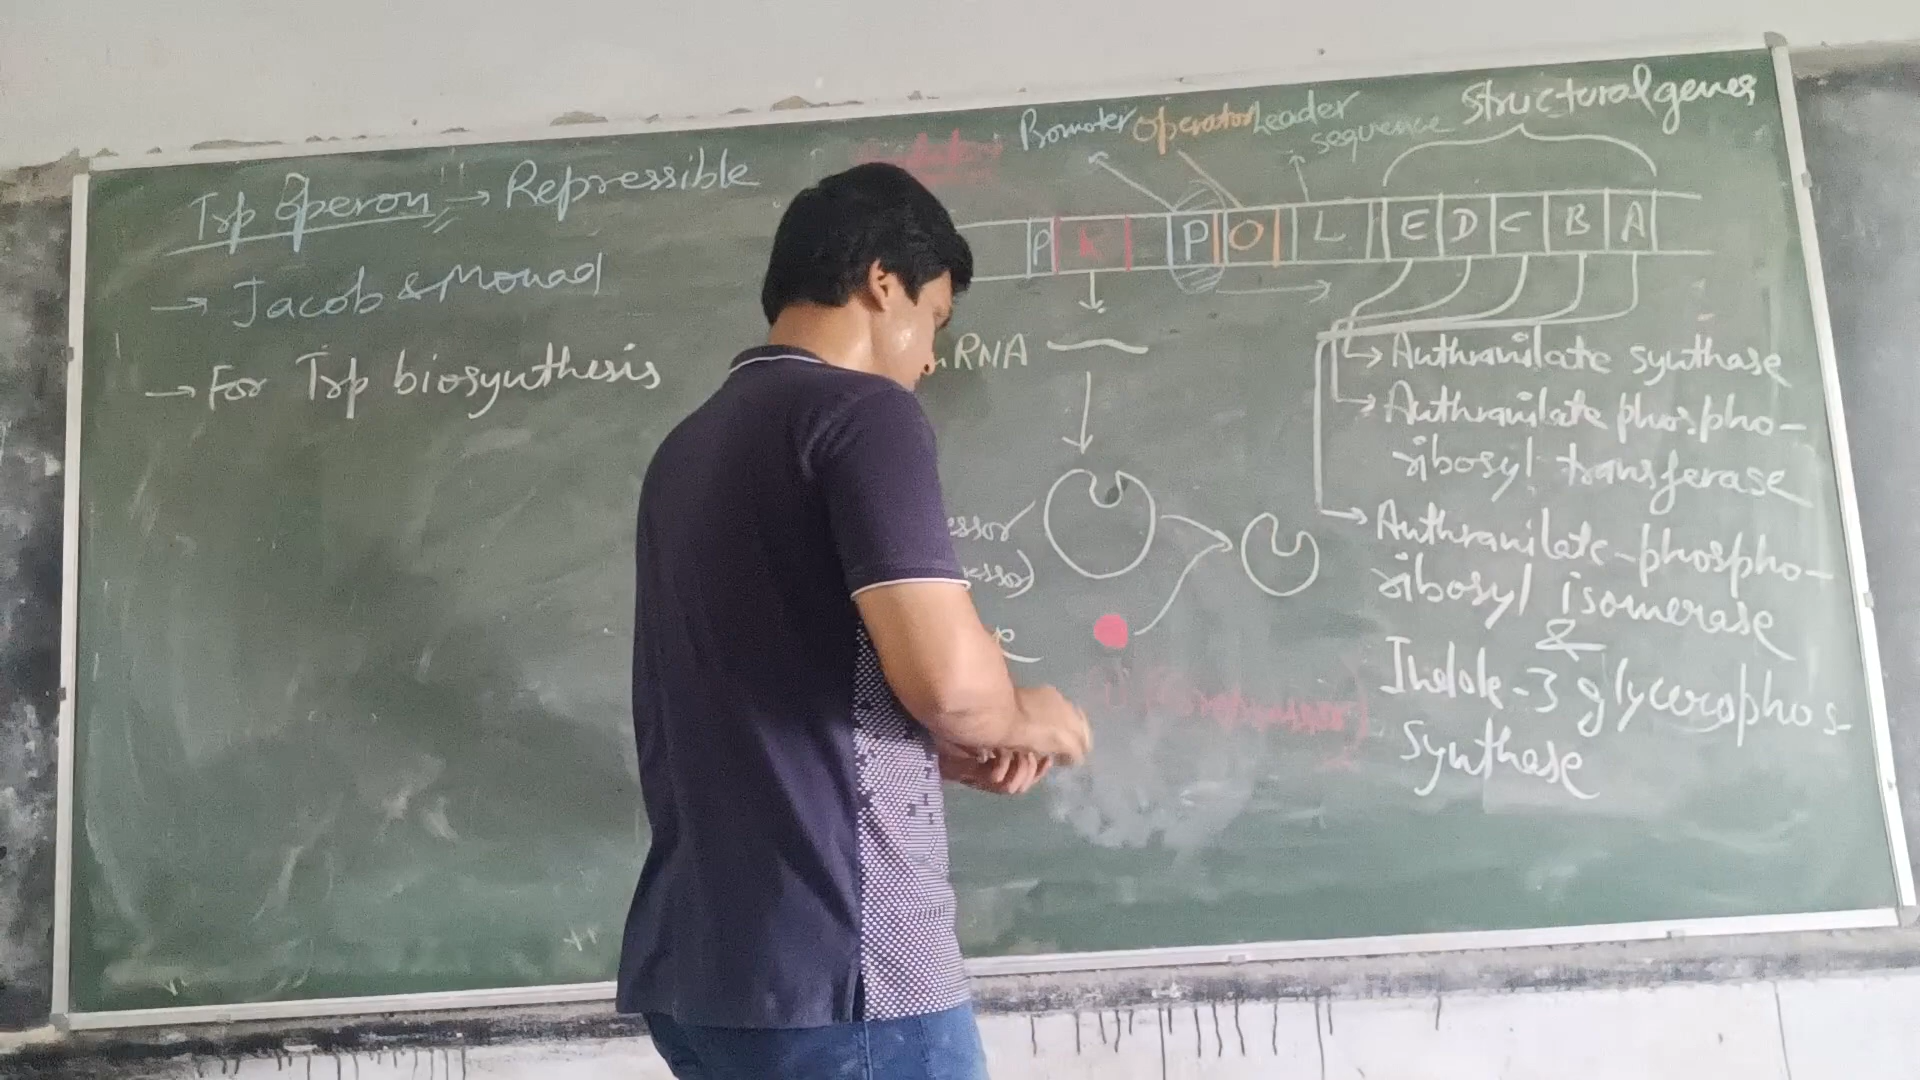 Trp Operon → Repressible
→ Jacob & Monad
→ For Trp biosynthesis
Promoter Operator Leader
sequence
Structural genes
P R P O L E D C B A
mRNA
→ Anthranilate synthase
→ Anthranilate phospho-
ribosyl transferase
→ Anthranilate-phospho-
ribosyl isomerase
&
Indole-3 glycerophos-
synthase